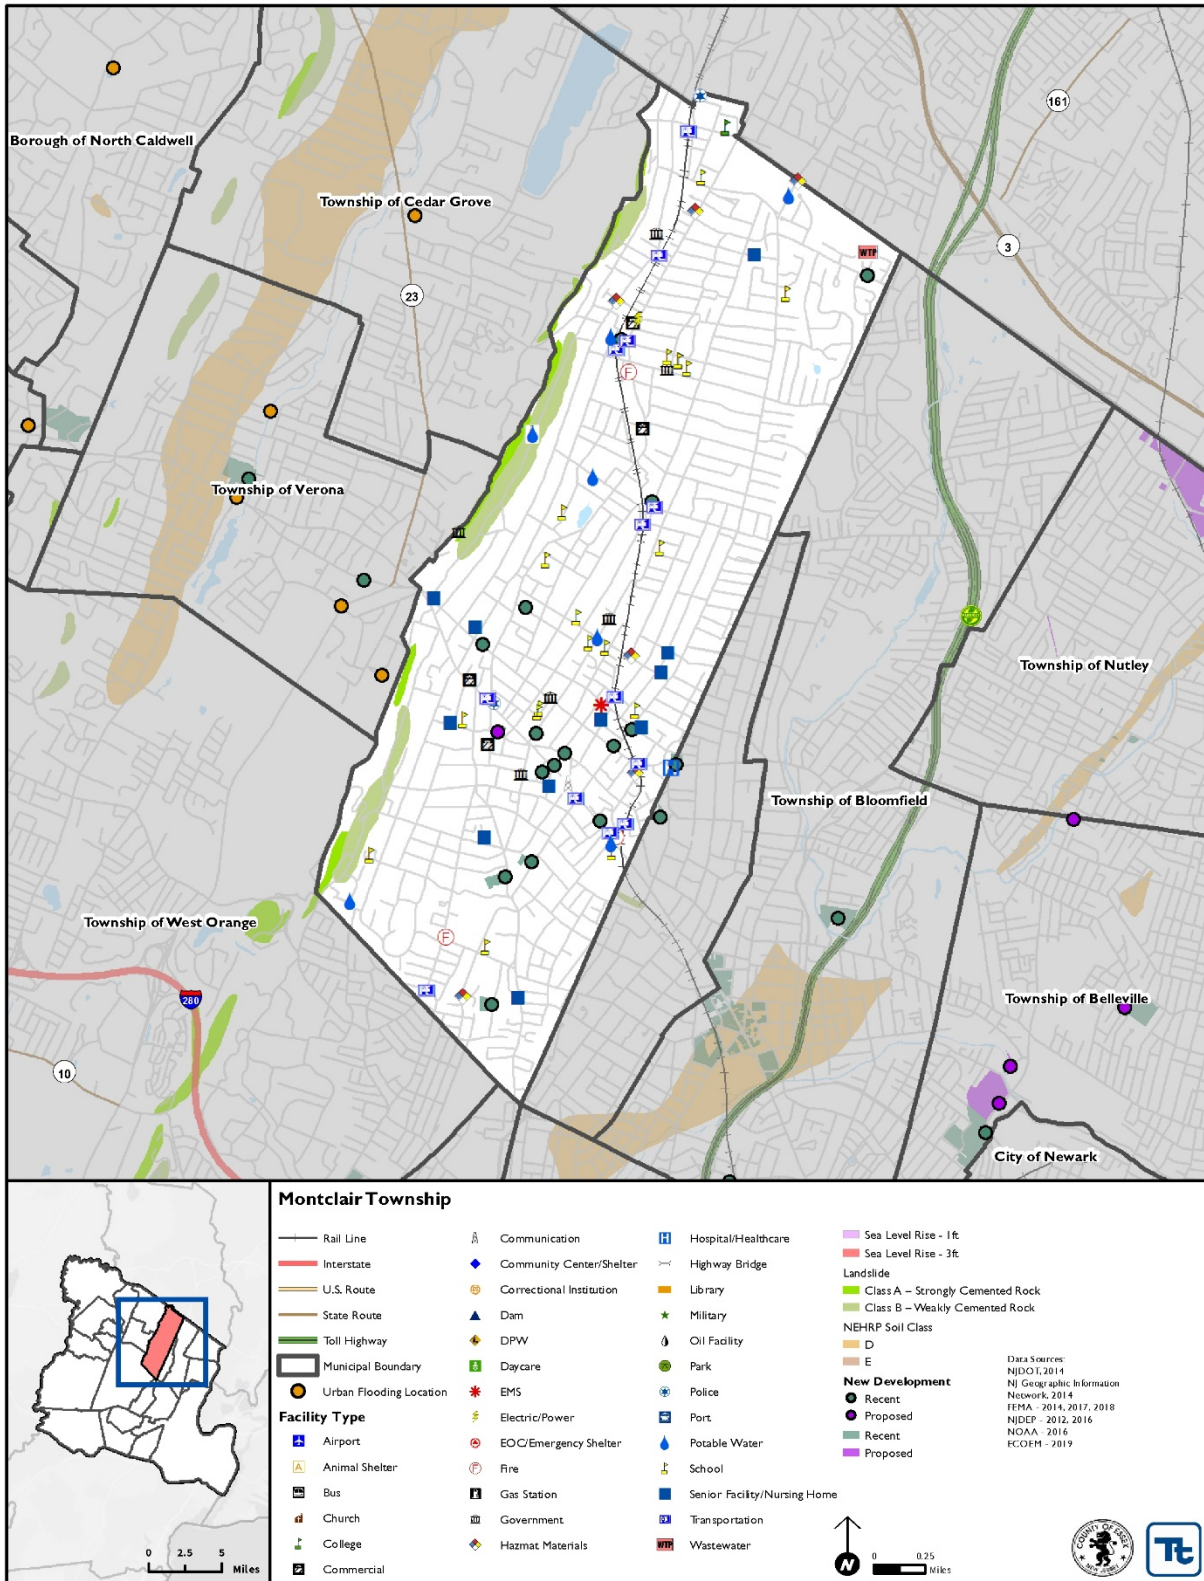 161
Borough of North Caldwell
Township of Cedar Grove
3
WTP
23
Township of Verona
F
Township of Nutley
H
Township of Bloomfield
Township of West Orange
F
280
Township of Belleville
10
City of Newark
Montclair Township
Rail Line
Interstate
U.S. Route
State Route
Toll Highway
Municipal Boundary
Urban Flooding Location
Facility Type
Airport
A Animal Shelter
Bus
Church
College
Commercial
Communication
Community Center/Shelter
Correctional Institution
Dam
DPW
Daycare
EMS
Electric/Power
EOC/Emergency Shelter
F Fire
Gas Station
Government
Hazmat Materials
H Hospital/Healthcare
Highway Bridge
Library
Military
Oil Facility
Park
Police
Port
Potable Water
School
Senior Facility/Nursing Home
Transportation
WTP Wastewater
Sea Level Rise - 1ft
Sea Level Rise - 3ft
Landslide
Class A – Strongly Cemented Rock
Class B – Weakly Cemented Rock
NEHRP Soil Class
D
E
New Development
Recent
Proposed
Recent
Proposed
Data Sources:
NJDOT, 2014
NJ Geographic Information
Network, 2014
FEMA - 2014, 2017, 2018
NJDEP - 2012, 2016
NOAA - 2016
ECOEM - 2019
0 2.5 5
Miles
N
0 0.25
Miles
COUNTY OF ESSEX
NEW JERSEY
Tt